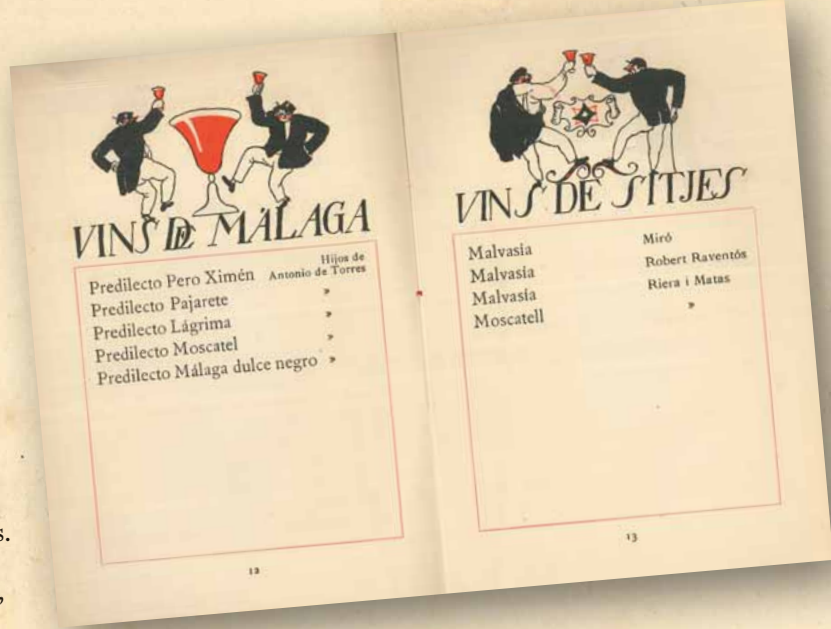 VINS DE MÁLAGA
Predilecto Pero Ximén Hijos de Antonio de Torres
Predilecto Pajarete »
Predilecto Lágrima »
Predilecto Moscatel »
Predilecto Málaga dulce negro »
12
VINS DE SITJES
Malvasía Miró
Malvasía Robert Raventós
Malvasía Riera i Matas
Moscatell »
13
s.
,